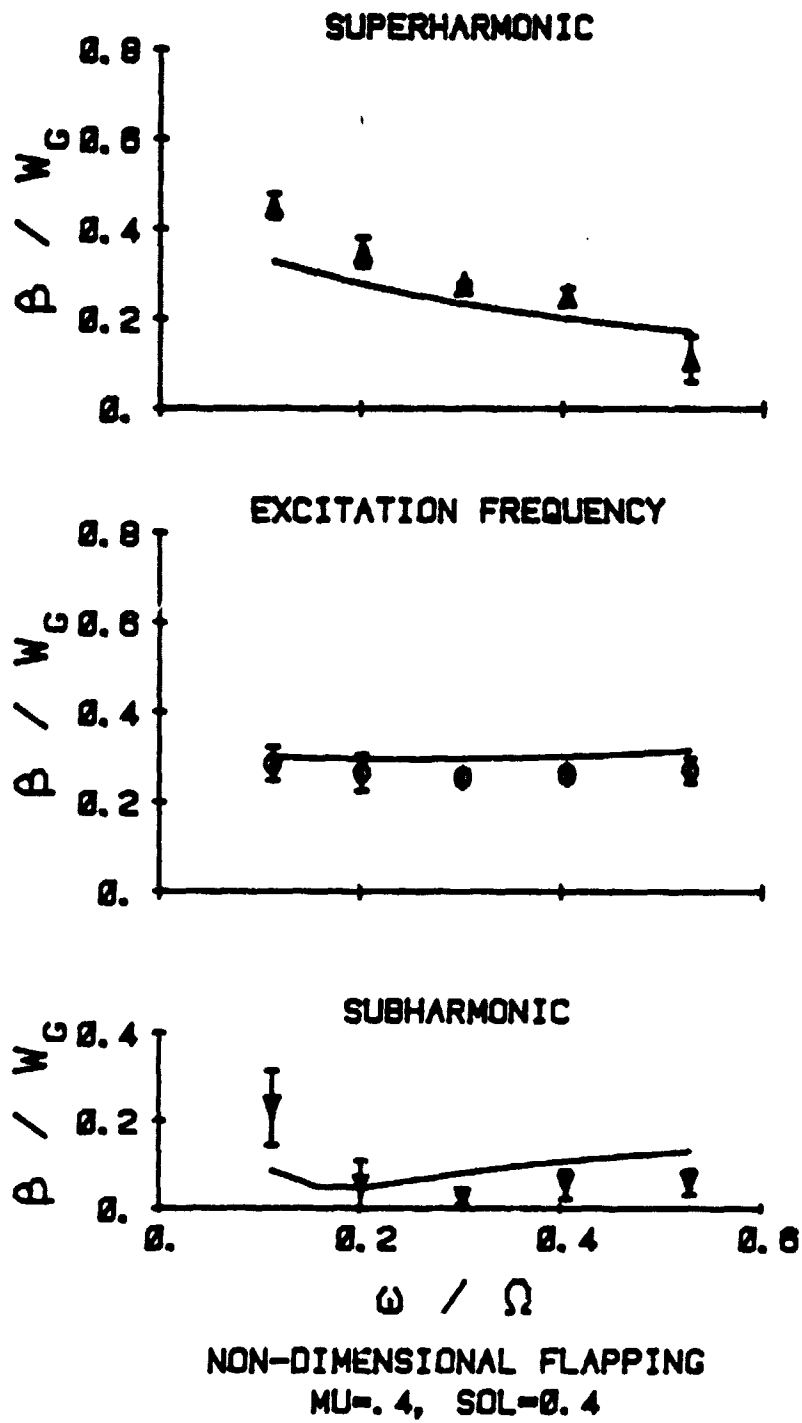 SUPERHARMONIC
0.8
0.6
0.4
0.2
0.
β / W_G
EXCITATION FREQUENCY
0.8
0.6
0.4
0.2
0.
β / W_G
SUBHARMONIC
0.4
0.2
0.
β / W_G
0. 0.2 0.4 0.6
ω / Ω
NON-DIMENSIONAL FLAPPING
MU=.4, SOL=0.4